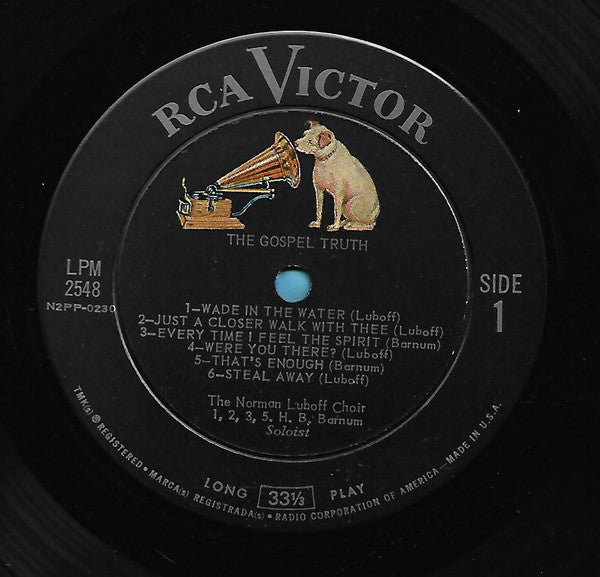 RCA VICTOR
THE GOSPEL TRUTH
LPM
2548
N2PP-0230
SIDE
1
1—WADE IN THE WATER (Luboff)
2—JUST A CLOSER WALK WITH THEE (Luboff)
3—EVERY TIME I FEEL THE SPIRIT (Barnum)
4—WERE YOU THERE? (Luboff)
5—THAT'S ENOUGH (Barnum)
6—STEAL AWAY (Luboff)
The Norman Luboff Choir
1, 2, 3, 5. H. B. Barnum
Soloist
LONG 33⅓ PLAY
TMK(s) ® REGISTERED • MARCA(s) REGISTRADA(s) • RADIO CORPORATION OF AMERICA—MADE IN U.S.A.